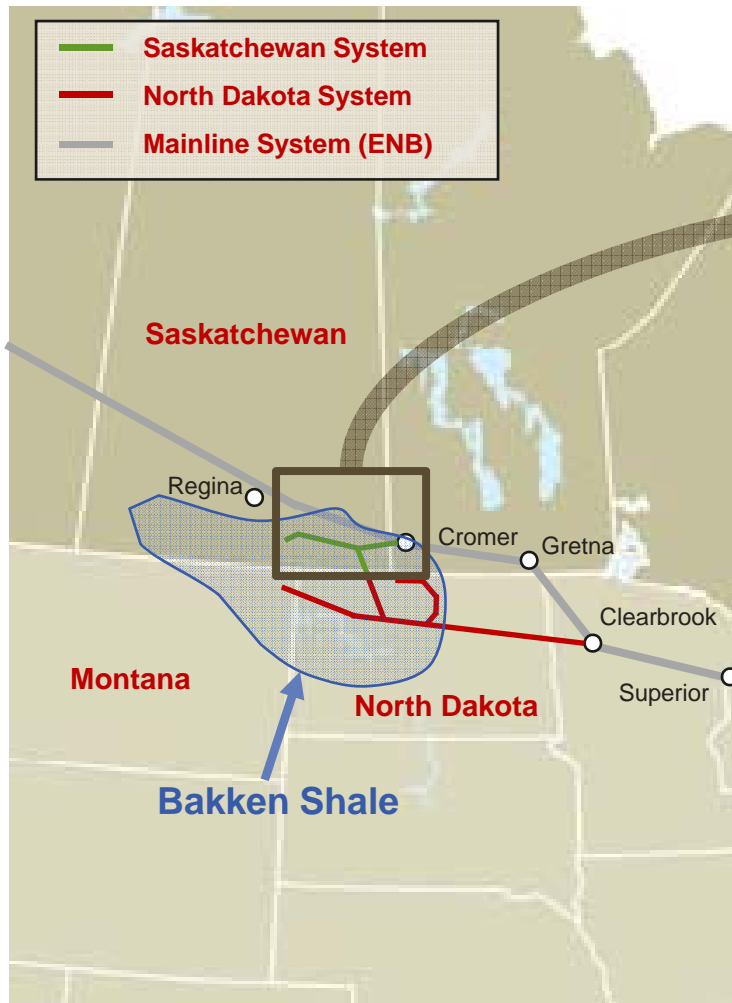 Saskatchewan System
North Dakota System
Mainline System (ENB)
Saskatchewan
Regina
Cromer
Gretna
Clearbrook
Montana
Superior
North Dakota
Bakken Shale